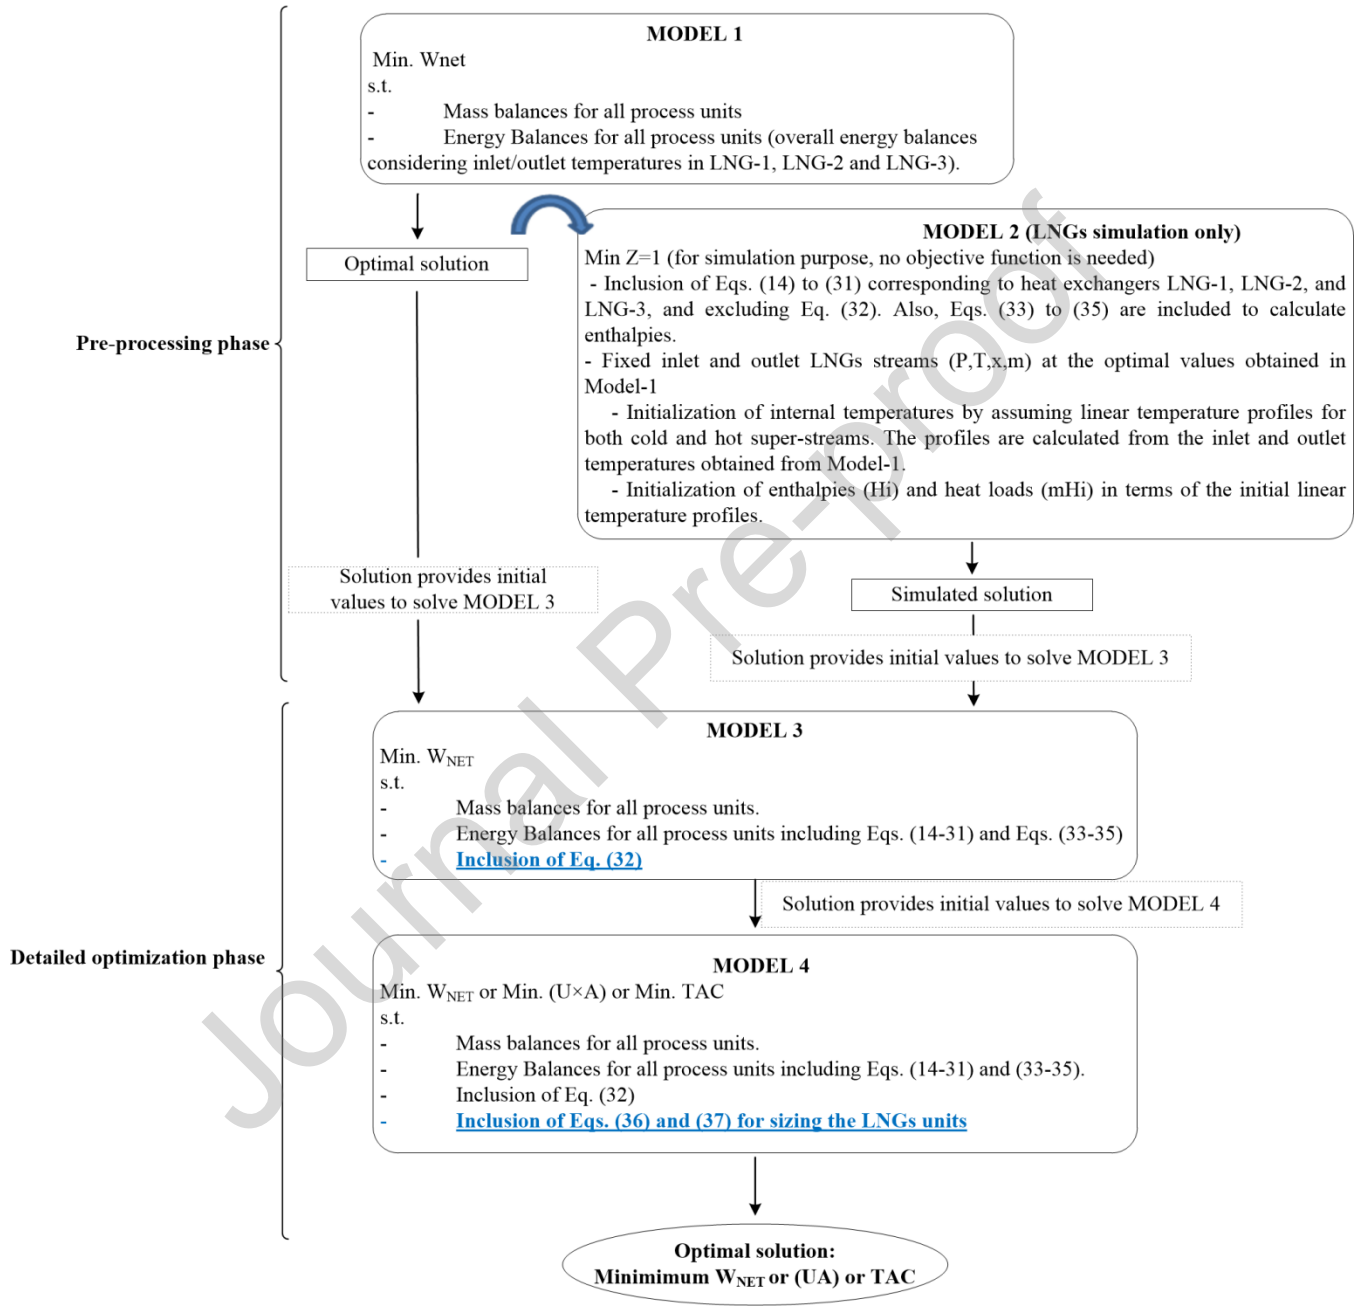 MODEL 1
Min. Wnet
s.t.
- Mass balances for all process units
- Energy Balances for all process units (overall energy balances
considering inlet/outlet temperatures in LNG-1, LNG-2 and LNG-3).
Optimal solution
MODEL 2 (LNGs simulation only)
Min Z=1 (for simulation purpose, no objective function is needed)
- Inclusion of Eqs. (14) to (31) corresponding to heat exchangers LNG-1, LNG-2, and
LNG-3, and excluding Eq. (32). Also, Eqs. (33) to (35) are included to calculate
enthalpies.
- Fixed inlet and outlet LNGs streams (P,T,x,m) at the optimal values obtained in
Model-1
- Initialization of internal temperatures by assuming linear temperature profiles for
both cold and hot super-streams. The profiles are calculated from the inlet and outlet
temperatures obtained from Model-1.
- Initialization of enthalpies (Hi) and heat loads (mHi) in terms of the initial linear
temperature profiles.
Pre-processing phase
Solution provides initial
values to solve MODEL 3
Simulated solution
Solution provides initial values to solve MODEL 3
MODEL 3
Min. WNET
s.t.
- Mass balances for all process units.
- Energy Balances for all process units including Eqs. (14-31) and Eqs. (33-35)
- Inclusion of Eq. (32)
Solution provides initial values to solve MODEL 4
Detailed optimization phase
MODEL 4
Min. WNET or Min. (U×A) or Min. TAC
s.t.
- Mass balances for all process units.
- Energy Balances for all process units including Eqs. (14-31) and (33-35).
- Inclusion of Eq. (32)
- Inclusion of Eqs. (36) and (37) for sizing the LNGs units
Optimal solution:
Minimimum WNET or (UA) or TAC
Journal Pre-proof